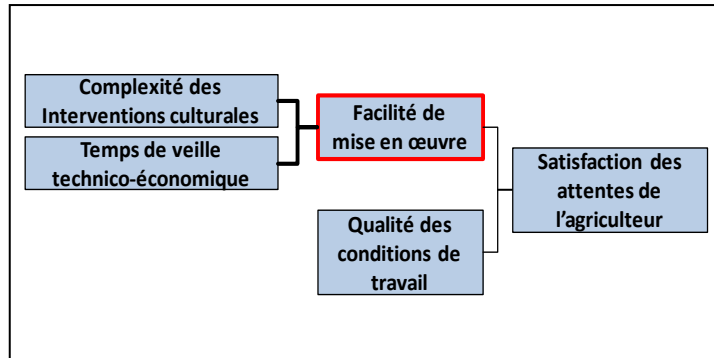 Complexité des
Interventions culturales
Temps de veille
technico-économique
Facilité de
mise en œuvre
Qualité des
conditions de
travail
Satisfaction des
attentes de
l'agriculteur